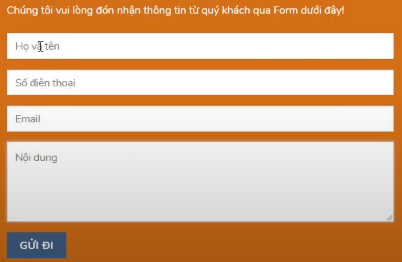 Chúng tôi vui lòng đón nhận thông tin từ quý khách qua Form dưới đây!
Họ và tên
Số điện thoại
Email
Nội dung
GỬI ĐI